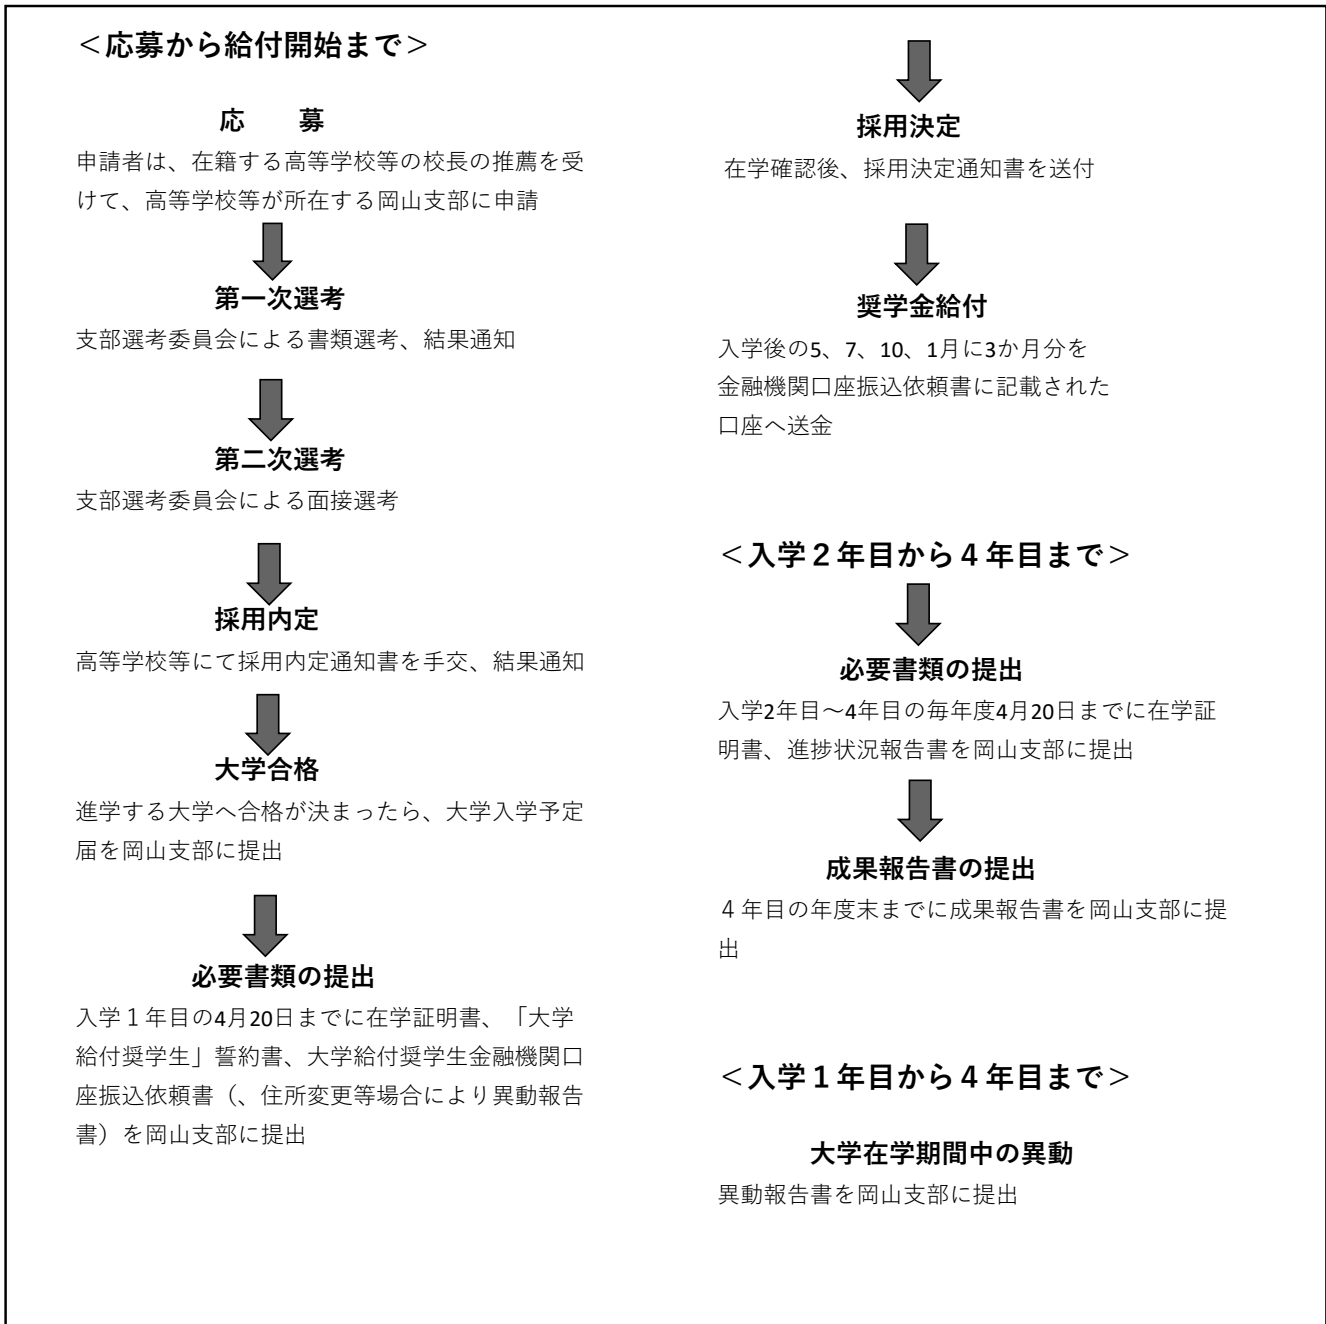 ＜応募から給付開始まで＞
応　　募
申請者は、在籍する高等学校等の校長の推薦を受
けて、高等学校等が所在する岡山支部に申請
第一次選考
支部選考委員会による書類選考、結果通知
第二次選考
支部選考委員会による面接選考
採用内定
高等学校等にて採用内定通知書を手交、結果通知
大学合格
進学する大学へ合格が決まったら、大学入学予定
届を岡山支部に提出
必要書類の提出
入学１年目の4月20日までに在学証明書、「大学
給付奨学生」誓約書、大学給付奨学生金融機関口
座振込依頼書（、住所変更等場合により異動報告
書）を岡山支部に提出
採用決定
在学確認後、採用決定通知書を送付
奨学金給付
入学後の5、7、10、1月に3か月分を
金融機関口座振込依頼書に記載された
口座へ送金
＜入学２年目から４年目まで＞
必要書類の提出
入学2年目～4年目の毎年度4月20日までに在学証
明書、進捗状況報告書を岡山支部に提出
成果報告書の提出
４年目の年度末までに成果報告書を岡山支部に提
出
＜入学１年目から４年目まで＞
大学在学期間中の異動
異動報告書を岡山支部に提出